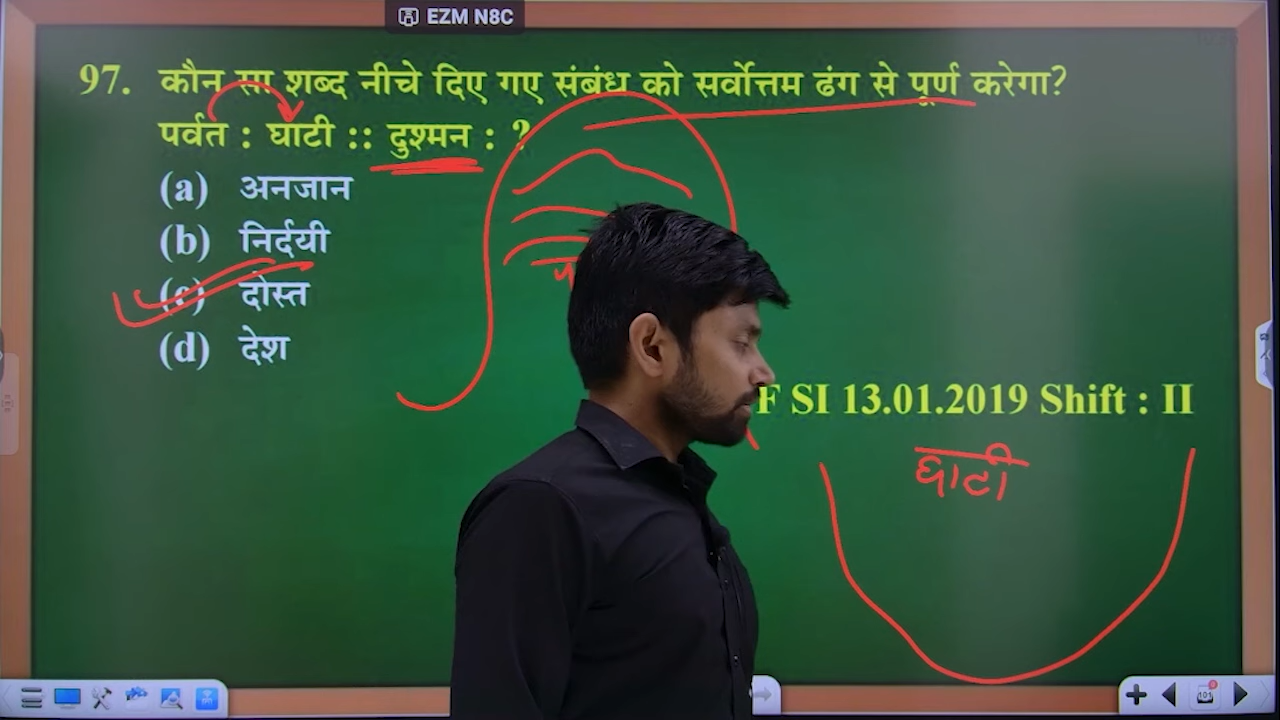 EZM N8C
97. कौन सा शब्द नीचे दिए गए संबंध को सर्वोत्तम ढंग से पूर्ण करेगा?
पर्वत : घाटी :: दुश्मन : ?
(a) अनजान
(b) निर्दयी
(c) दोस्त
(d) देश
F SI 13.01.2019 Shift : II
घाटी